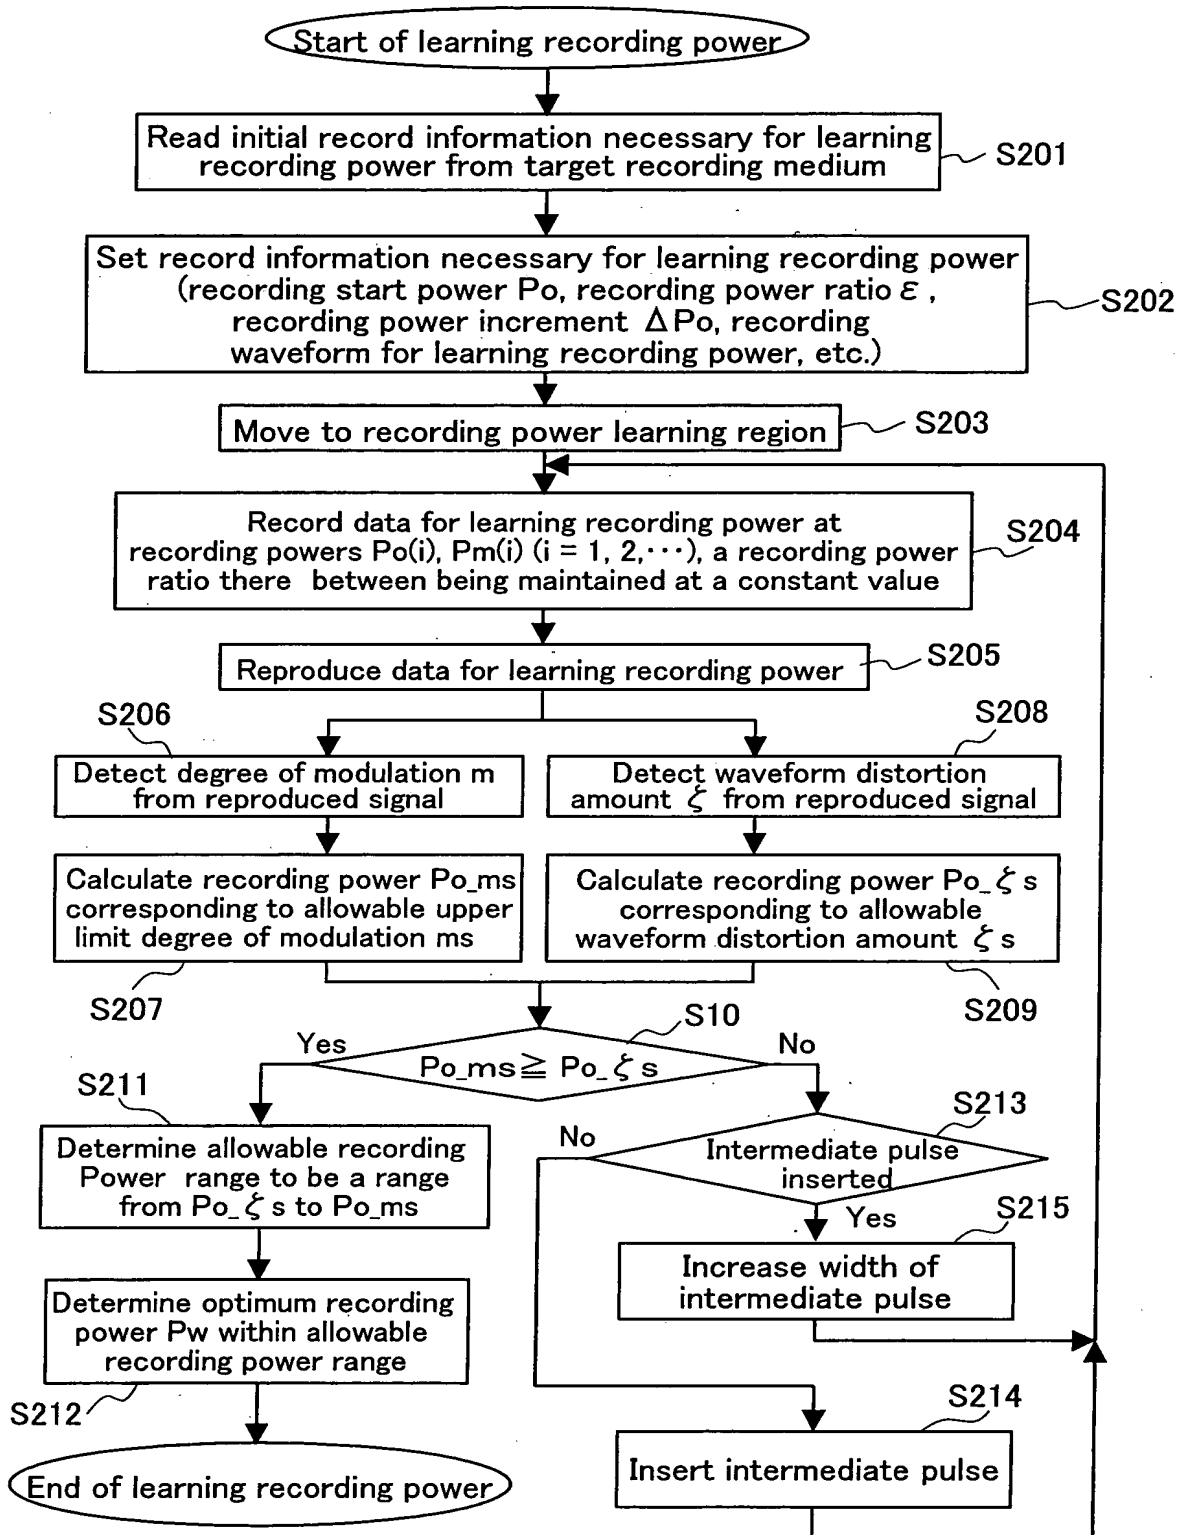 Start of learning recording power
Read initial record information necessary for learning
recording power from target recording medium
S201
Set record information necessary for learning recording power
(recording start power Po, recording power ratio ε ,
recording power increment ΔPo, recording
waveform for learning recording power, etc.)
S202
Move to recording power learning region
S203
Record data for learning recording power at
recording powers Po(i), Pm(i) (i = 1, 2,···), a recording power
ratio there between being maintained at a constant value
S204
Reproduce data for learning recording power
S205
S206
Detect degree of modulation m
from reproduced signal
S208
Detect waveform distortion
amount ζ from reproduced signal
Calculate recording power Po_ms
corresponding to allowable upper
limit degree of modulation ms
S207
Calculate recording power Po_ζs
corresponding to allowable
waveform distortion amount ζs
S209
S10
Yes
Po_ms≧ Po_ζs
No
S211
Determine allowable recording
Power range to be a range
from Po_ζs to Po_ms
S213
No
Intermediate pulse
inserted
Yes
S215
Increase width of
intermediate pulse
Determine optimum recording
power Pw within allowable
recording power range
S212
S214
Insert intermediate pulse
End of learning recording power